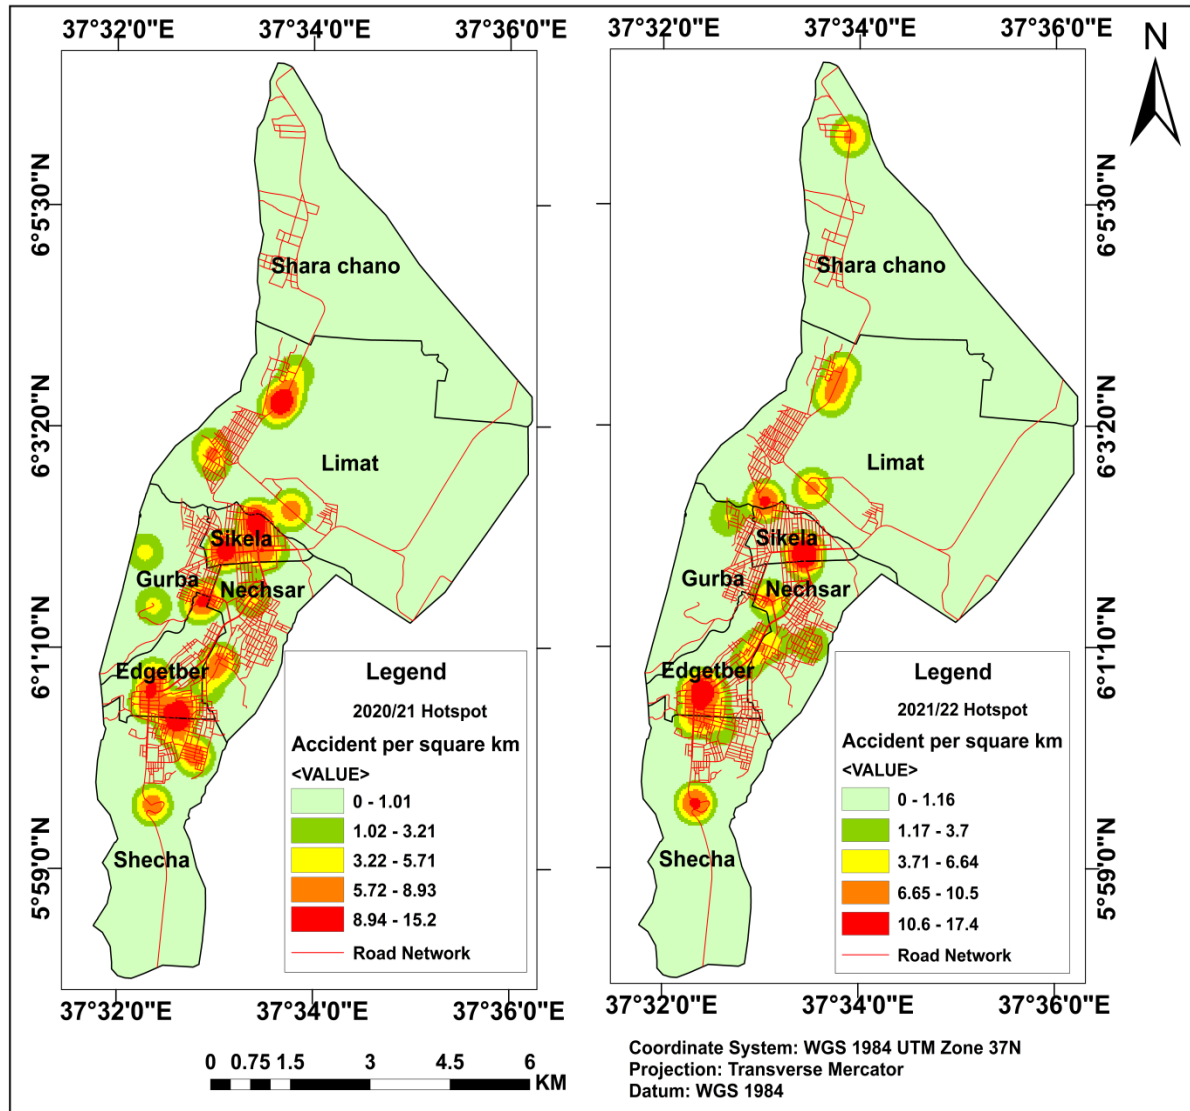 37°32'0"E 37°34'0"E 37°36'0"E
37°32'0"E 37°34'0"E 37°36'0"E
N
6°5'30"N
6°3'20"N
6°1'10"N
5°59'0"N
Shara chano
Limat
Sikela
Gurba
Nechsar
Edgetber
Shecha
Legend
2020/21 Hotspot
Accident per square km
<VALUE>
0 - 1.01
1.02 - 3.21
3.22 - 5.71
5.72 - 8.93
8.94 - 15.2
Road Network
37°32'0"E 37°34'0"E 37°36'0"E
Shara chano
Limat
Sikela
Gurba
Nechsar
Edgetber
Shecha
Legend
2021/22 Hotspot
Accident per square km
<VALUE>
0 - 1.16
1.17 - 3.7
3.71 - 6.64
6.65 - 10.5
10.6 - 17.4
Road Network
6°5'30"N
6°3'20"N
6°1'10"N
5°59'0"N
37°32'0"E 37°34'0"E 37°36'0"E
0 0.75 1.5 3 4.5 6
KM
Coordinate System: WGS 1984 UTM Zone 37N
Projection: Transverse Mercator
Datum: WGS 1984